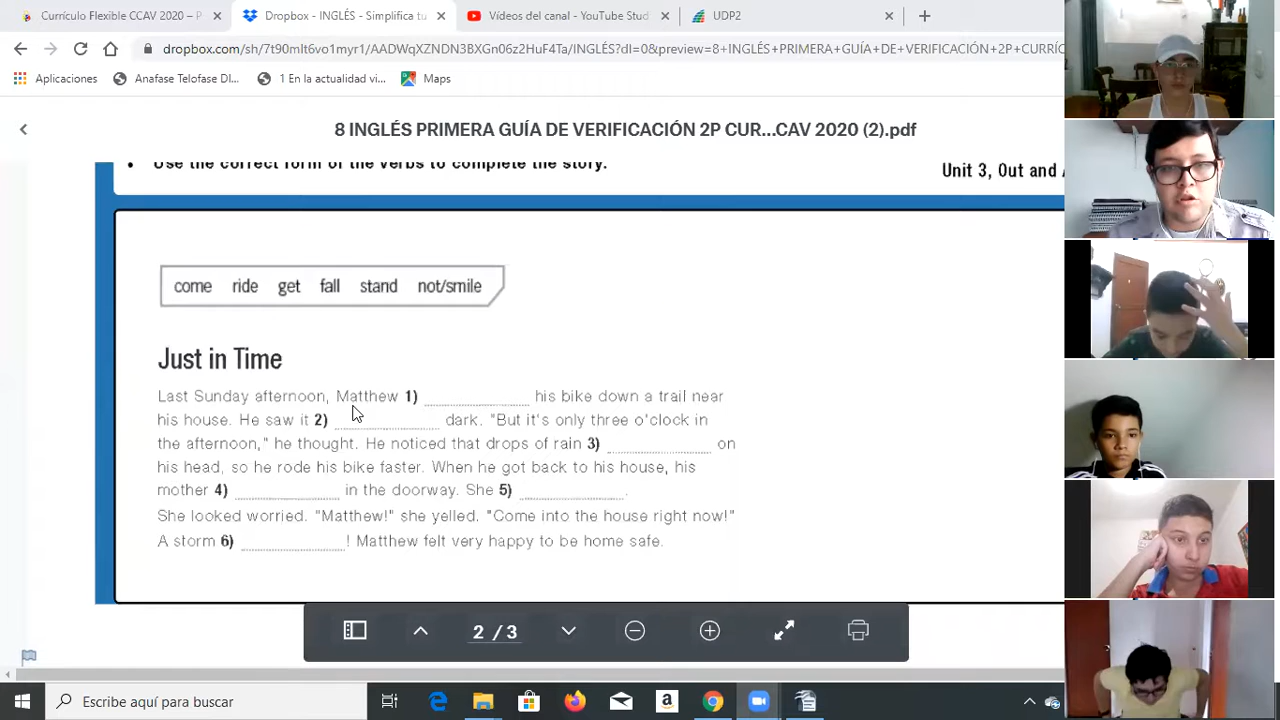 Currículo Flexible CCAV 2020 – P
Dropbox - INGLÉS - Simplifica tu
Vídeos del canal - YouTube Stud
UDP2
dropbox.com/sh/7t90mlt6vo1myr1/AADWqXZNDN3BXGn06z2HUF4Ta/INGLÉS?dl=0&preview=8+INGLÉS+PRIMERA+GUÍA+DE+VERIFICACIÓN+2P+CURRÍC
Aplicaciones
Anafase Telofase DI...
1 En la actualidad vi...
Maps
8 INGLÉS PRIMERA GUÍA DE VERIFICACIÓN 2P CUR...CAV 2020 (2).pdf
• Use the correct form of the verbs to complete the story.
Unit 3, Out and
come ride get fall stand not/smile
Just in Time
Last Sunday afternoon, Matthew 1) his bike down a trail near
his house. He saw it 2) dark. "But it's only three o'clock in
the afternoon," he thought. He noticed that drops of rain 3) on
his head, so he rode his bike faster. When he got back to his house, his
mother 4) in the doorway. She 5) .
She looked worried. "Matthew!" she yelled. "Come into the house right now!"
A storm 6) ! Matthew felt very happy to be home safe.
2 / 3
Escribe aquí para buscar